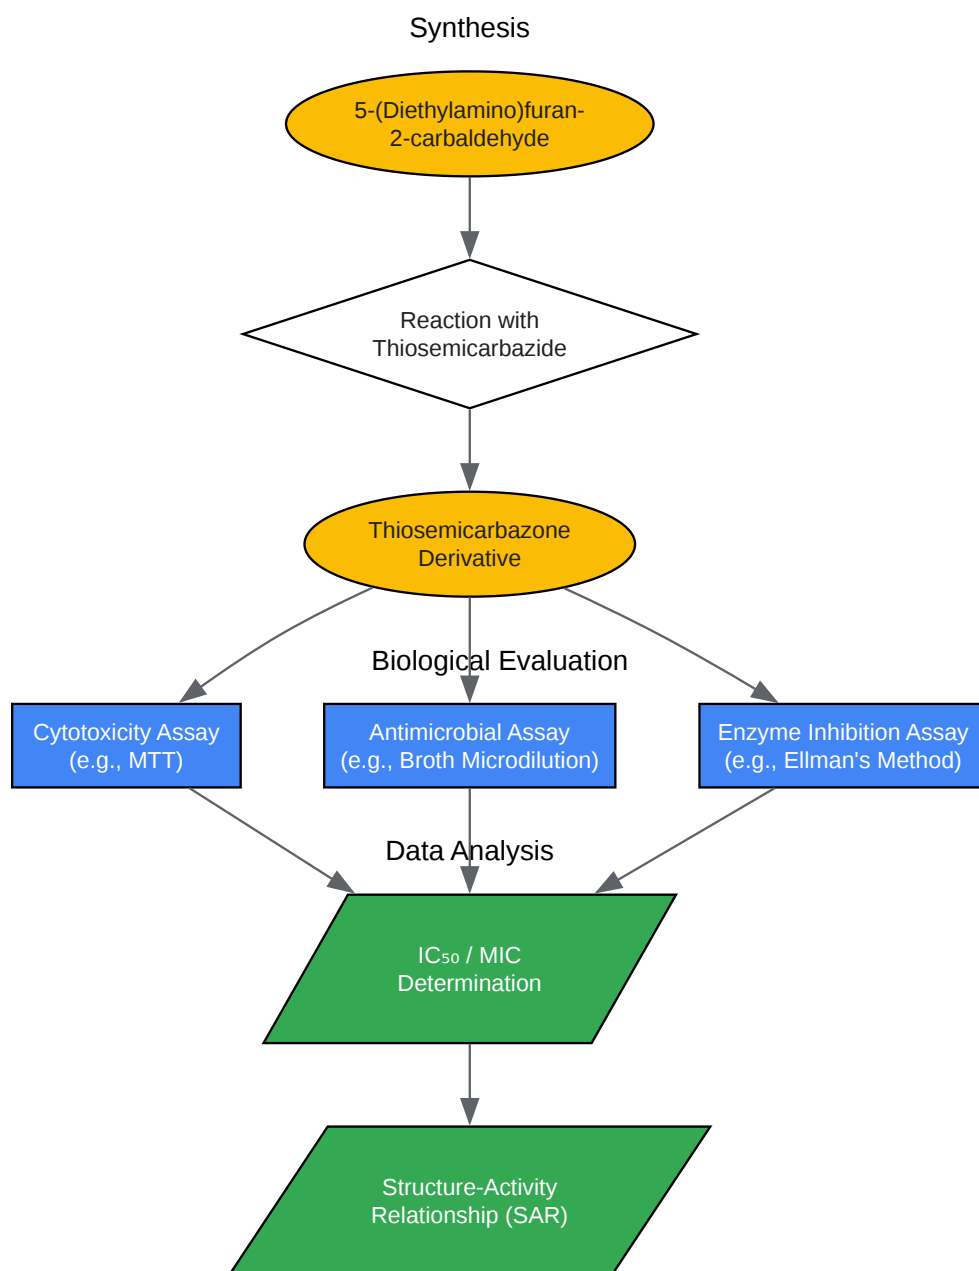 Synthesis
5-(Diethylamino)furan-
2-carbaldehyde
Reaction with
Thiosemicarbazide
Thiosemicarbazone
Derivative
Biological Evaluation
Cytotoxicity Assay
(e.g., MTT)
Antimicrobial Assay
(e.g., Broth Microdilution)
Enzyme Inhibition Assay
(e.g., Ellman's Method)
Data Analysis
IC₅₀ / MIC
Determination
Structure-Activity
Relationship (SAR)